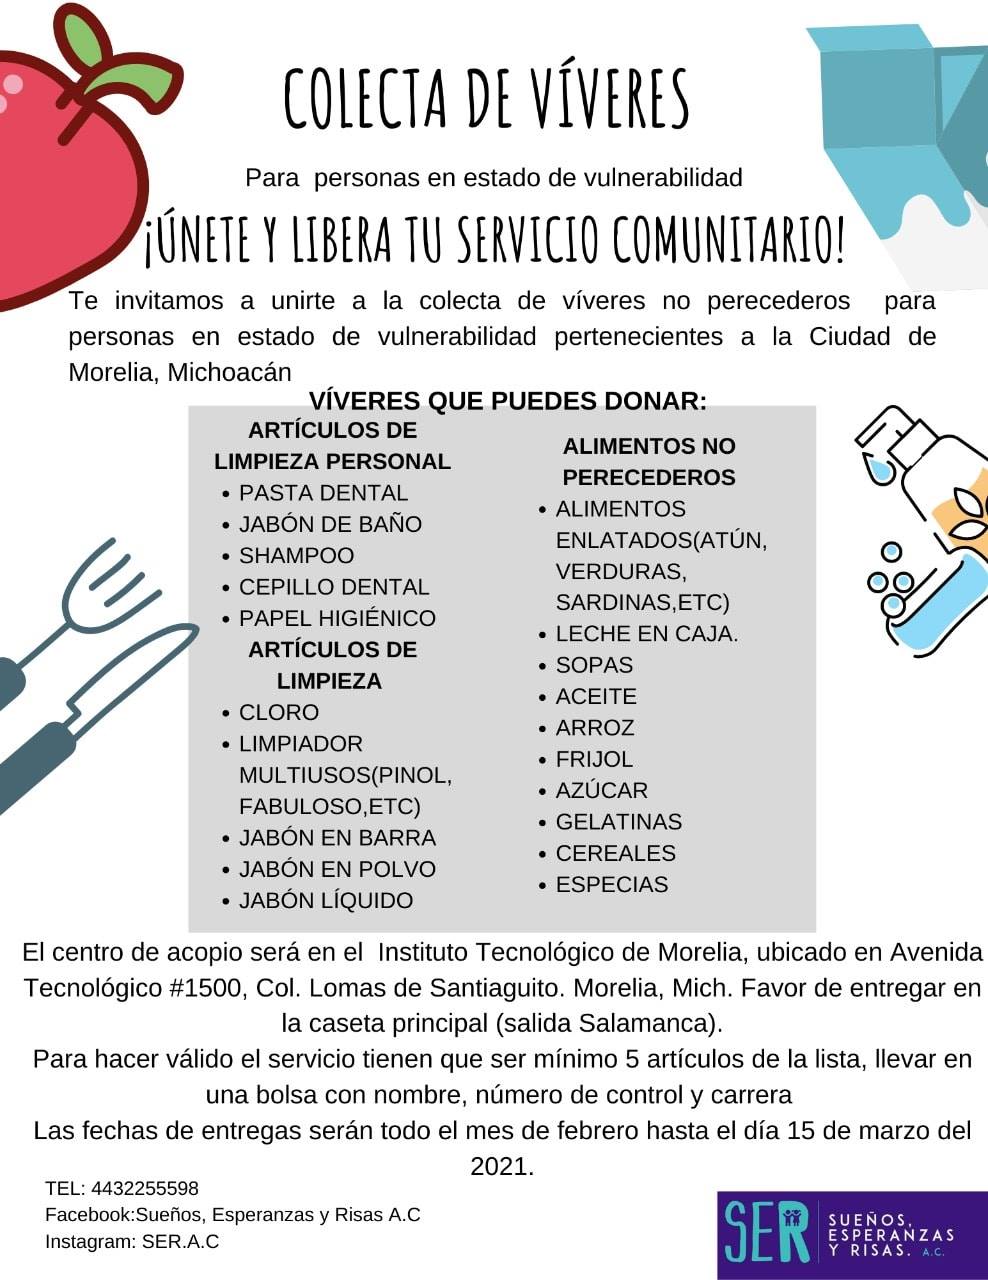 COLECTA DE VÍVERES
Para personas en estado de vulnerabilidad
¡ÚNETE Y LIBERA TU SERVICIO COMUNITARIO!
Te invitamos a unirte a la colecta de víveres no perecederos para
personas en estado de vulnerabilidad pertenecientes a la Ciudad de
Morelia, Michoacán
VÍVERES QUE PUEDES DONAR:
ARTÍCULOS DE
LIMPIEZA PERSONAL
• PASTA DENTAL
• JABÓN DE BAÑO
• SHAMPOO
• CEPILLO DENTAL
• PAPEL HIGIÉNICO
ARTÍCULOS DE
LIMPIEZA
• CLORO
• LIMPIADOR
MULTIUSOS(PINOL,
FABULOSO,ETC)
• JABÓN EN BARRA
• JABÓN EN POLVO
• JABÓN LÍQUIDO
ALIMENTOS NO
PERECEDEROS
• ALIMENTOS
ENLATADOS(ATÚN,
VERDURAS,
SARDINAS,ETC)
• LECHE EN CAJA.
• SOPAS
• ACEITE
• ARROZ
• FRIJOL
• AZÚCAR
• GELATINAS
• CEREALES
• ESPECIAS
El centro de acopio será en el Instituto Tecnológico de Morelia, ubicado en Avenida
Tecnológico #1500, Col. Lomas de Santiaguito. Morelia, Mich. Favor de entregar en
la caseta principal (salida Salamanca).
Para hacer válido el servicio tienen que ser mínimo 5 artículos de la lista, llevar en
una bolsa con nombre, número de control y carrera
Las fechas de entregas serán todo el mes de febrero hasta el día 15 de marzo del
2021.
TEL: 4432255598
Facebook:Sueños, Esperanzas y Risas A.C
Instagram: SER.A.C
SER
SUEÑOS,
ESPERANZAS
Y RISAS. A.C.